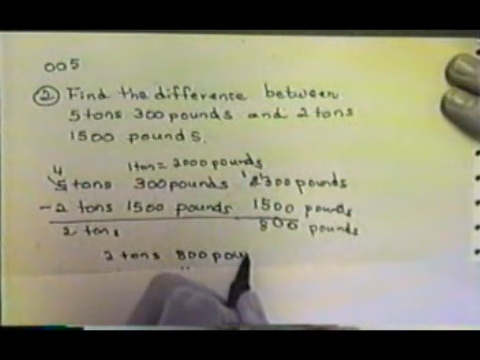 005
② Find the difference between
5 tons 300 pounds and 2 tons
1500 pounds.
1 ton = 2000 pounds
4
5 tons 300 pounds 1 2300 pounds
- 2 tons 1500 pounds 1500 pounds
2 tons 800 pounds
2 tons 800 pou